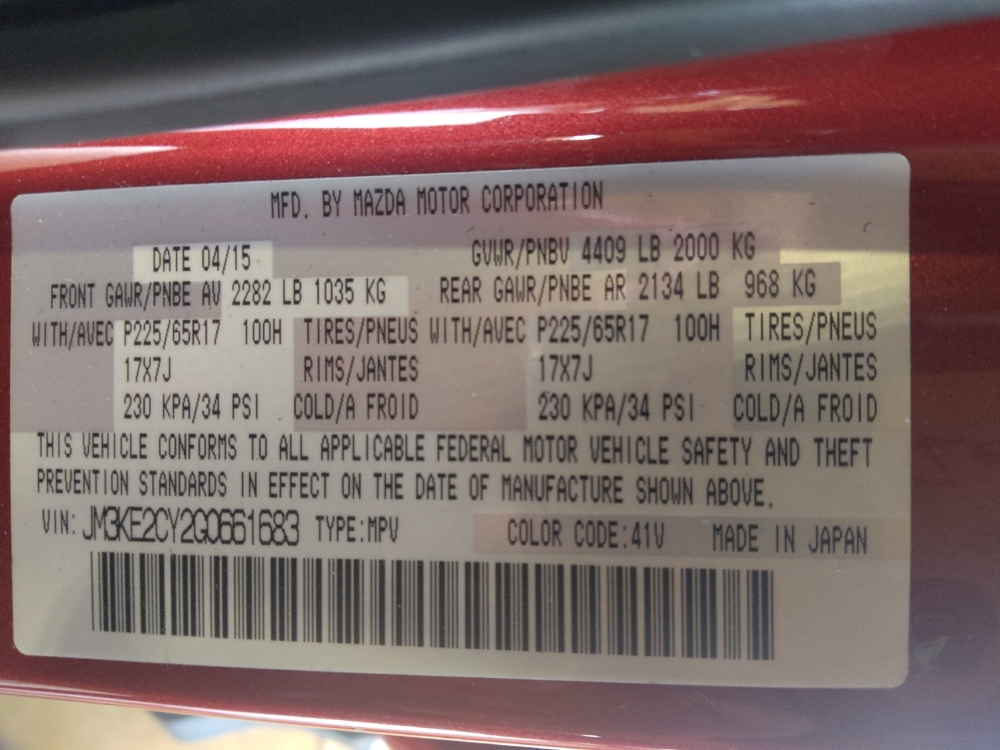 MFD. BY MAZDA MOTOR CORPORATION
DATE 04/15 GVWR/PNBV 4409 LB 2000 KG
FRONT GAWR/PNBE AV 2282 LB 1035 KG REAR GAWR/PNBE AR 2134 LB 968 KG
WITH/AVEC P225/65R17 100H TIRES/PNEUS WITH/AVEC P225/65R17 100H TIRES/PNEUS
17X7J RIMS/JANTES 17X7J RIMS/JANTES
230 KPA/34 PSI COLD/A FROID 230 KPA/34 PSI COLD/A FROID
THIS VEHICLE CONFORMS TO ALL APPLICABLE FEDERAL MOTOR VEHICLE SAFETY AND THEFT
PREVENTION STANDARDS IN EFFECT ON THE DATE OF MANUFACTURE SHOWN ABOVE.
VIN: JM3KE2CY2G0661683 TYPE:MPV COLOR CODE:41V MADE IN JAPAN